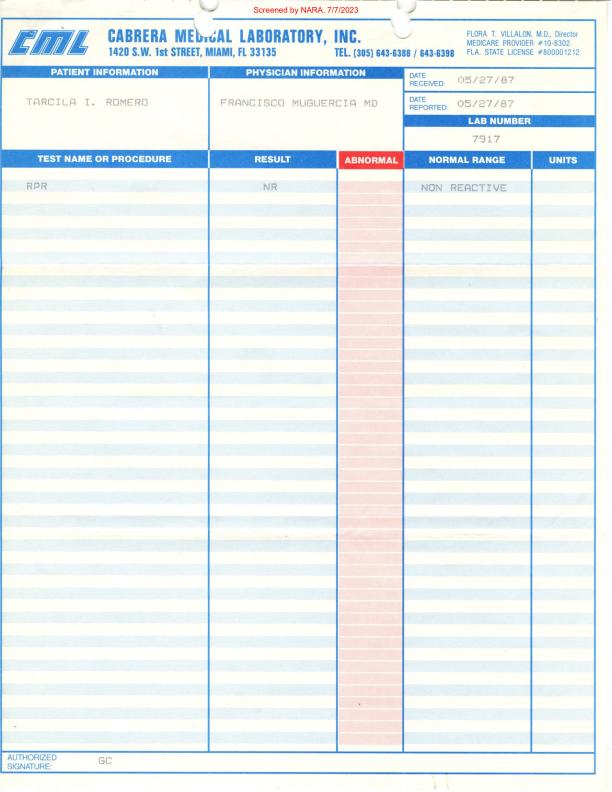 Screened by NARA, 7/7/2023
CML
CABRERA MEDICAL LABORATORY, INC.
1420 S.W. 1st STREET, MIAMI, FL 33135
TEL. (305) 643-6388 / 643-6398
FLORA T. VILLALON, M.D., Director
MEDICARE PROVIDER #10-8302
FLA. STATE LICENSE #800001212
PATIENT INFORMATION
TARCILA I. ROMERO
PHYSICIAN INFORMATION
FRANCISCO MUGUERCIA MD
DATE
RECEIVED: 05/27/87
DATE
REPORTED: 05/27/87
LAB NUMBER
7917
TEST NAME OR PROCEDURE RESULT ABNORMAL NORMAL RANGE UNITS
RPR NR NON REACTIVE
AUTHORIZED
SIGNATURE: GC